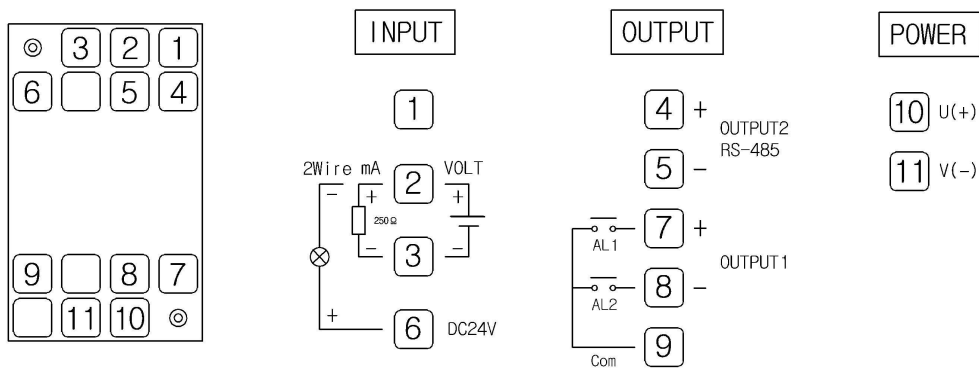 3 2 1
6 5 4
9 8 7
11 10
INPUT
1
2Wire mA 2 VOLT
- + +
250Ω
- 3 -
+ 6 DC24V
OUTPUT
4 +
OUTPUT2
RS-485
5 -
7 +
AL1
OUTPUT1
8 -
AL2
9
Com
POWER
10 U(+)
11 V(-)